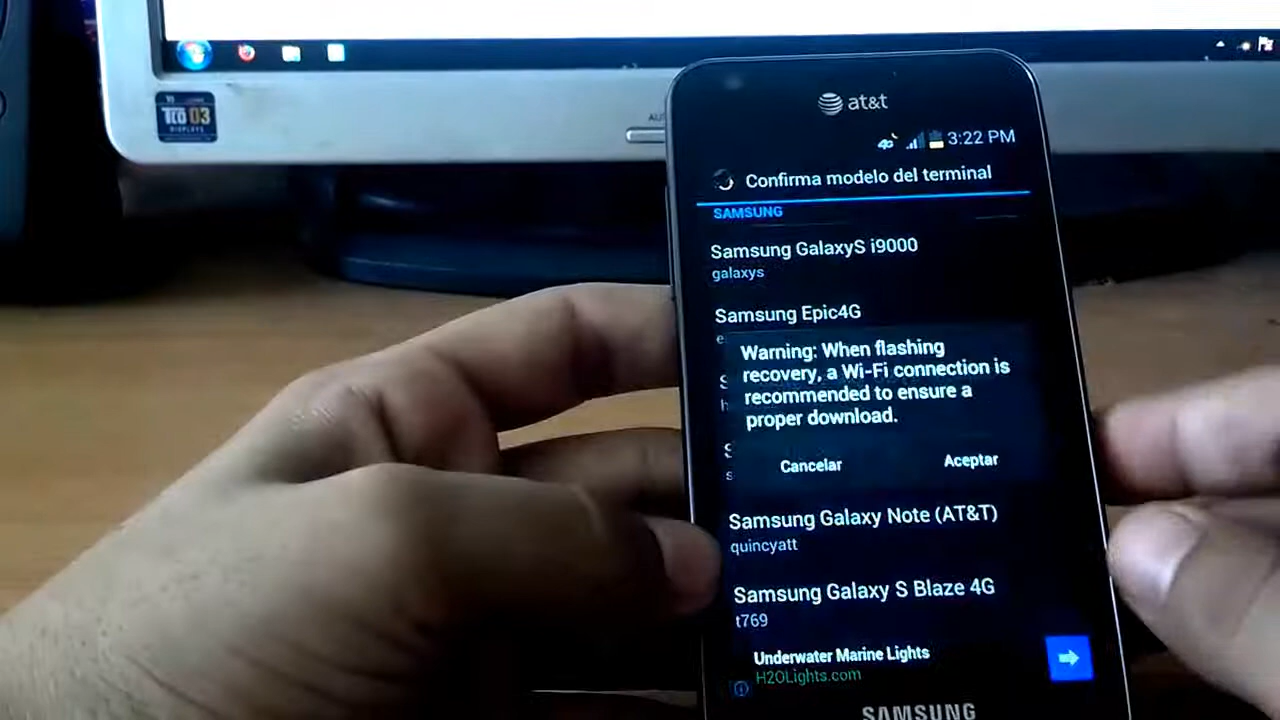 TCO 03
DISPLAYS
at&t
4G
3:22 PM
Confirma modelo del terminal
SAMSUNG
Samsung GalaxyS i9000
galaxys
Samsung Epic4G
e
Warning: When flashing
recovery, a Wi-Fi connection is
recommended to ensure a
proper download.
Cancelar
Aceptar
Samsung Galaxy Note (AT&T)
quincyatt
Samsung Galaxy S Blaze 4G
t769
Underwater Marine Lights
H2OLights.com
SAMSUNG